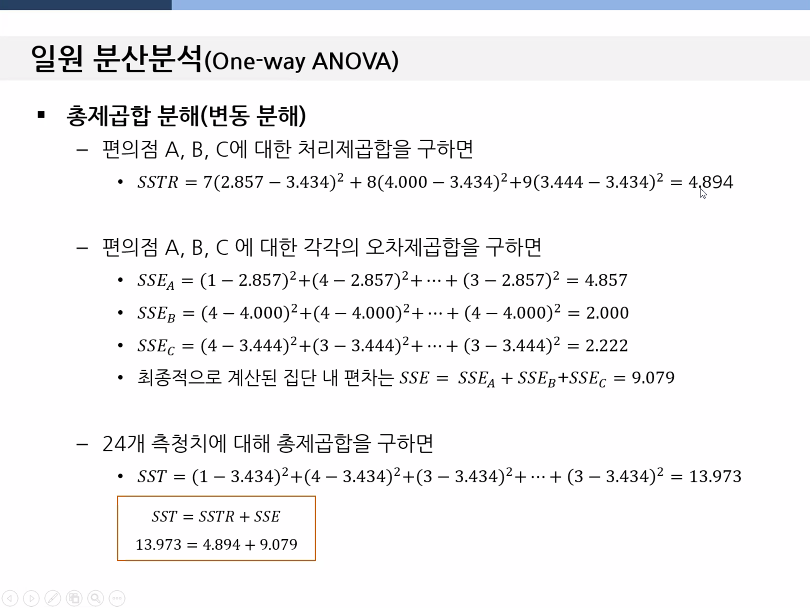 일원 분산분석(One-way ANOVA)
▪ 총제곱합 분해(변동 분해)
– 편의점 A, B, C에 대한 처리제곱합을 구하면
• SSTR = 7(2.857 − 3.434)² + 8(4.000 − 3.434)²+9(3.444 − 3.434)² = 4.894
– 편의점 A, B, C 에 대한 각각의 오차제곱합을 구하면
• SSE_A = (1 − 2.857)²+(4 − 2.857)²+ ⋯ + (3 − 2.857)² = 4.857
• SSE_B = (4 − 4.000)²+(4 − 4.000)²+ ⋯ + (4 − 4.000)² = 2.000
• SSE_C = (4 − 3.444)²+(3 − 3.444)²+ ⋯ + (3 − 3.444)² = 2.222
• 최종적으로 계산된 집단 내 편차는 SSE = SSE_A + SSE_B+SSE_C = 9.079
– 24개 측청치에 대해 총제곱합을 구하면
• SST = (1 − 3.434)²+(4 − 3.434)²+(3 − 3.434)²+ ⋯ + (3 − 3.434)² = 13.973
SST = SSTR + SSE
13.973 = 4.894 + 9.079